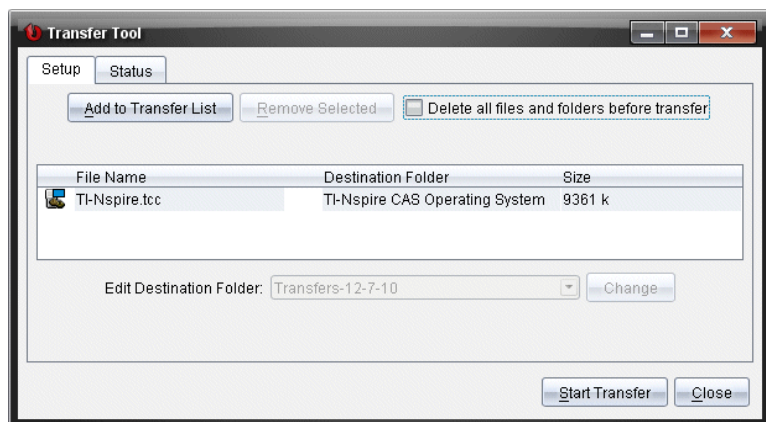 Transfer Tool
Setup Status
Add to Transfer List Remove Selected Delete all files and folders before transfer
File Name Destination Folder Size
TI-Nspire.tcc TI-Nspire CAS Operating System 9361 k
Edit Destination Folder: Transfers-12-7-10 Change
Start Transfer Close